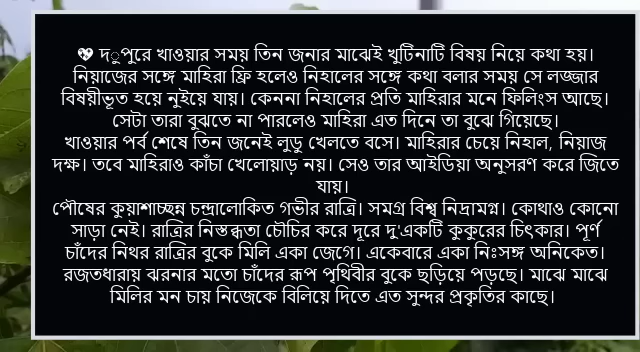 💖 দুপুরে খাওয়ার সময় তিন জনার মাঝেই খুটিনাটি বিষয় নিয়ে কথা হয়।
নিয়াজের সঙ্গে মাহিরা ফ্রি হলেও নিহালের সঙ্গে কথা বলার সময় সে লজ্জার
বিষয়ীভূত হয়ে নুইয়ে যায়। কেননা নিহালের প্রতি মাহিরার মনে ফিলিংস আছে।
সেটা তারা বুঝতে না পারলেও মাহিরা এত দিনে তা বুঝে গিয়েছে।
খাওয়ার পর্ব শেষে তিন জনেই লুডু খেলতে বসে। মাহিরার চেয়ে নিহাল, নিয়াজ
দক্ষ। তবে মাহিরাও কাঁচা খেলোয়াড় নয়। সেও তার আইডিয়া অনুসরণ করে জিতে
যায়।
পৌষের কুয়াশাচ্ছন্ন চন্দ্রালোকিত গভীর রাত্রি। সমগ্র বিশ্ব নিদ্রামগ্ন। কোথাও কোনো
সাড়া নেই। রাত্রির নিস্তব্ধতা চৌচির করে দূরে দু'একটি কুকুরের চিৎকার। পূর্ণ
চাঁদের নিথর রাত্রির বুকে মিলি একা জেগে। একেবারে একা নিঃসঙ্গ অনিকেত।
রজতধারায় ঝরনার মতো চাঁদের রূপ পৃথিবীর বুকে ছড়িয়ে পড়ছে। মাঝে মাঝে
মিলির মন চায় নিজেকে বিলিয়ে দিতে এত সুন্দর প্রকৃতির কাছে।